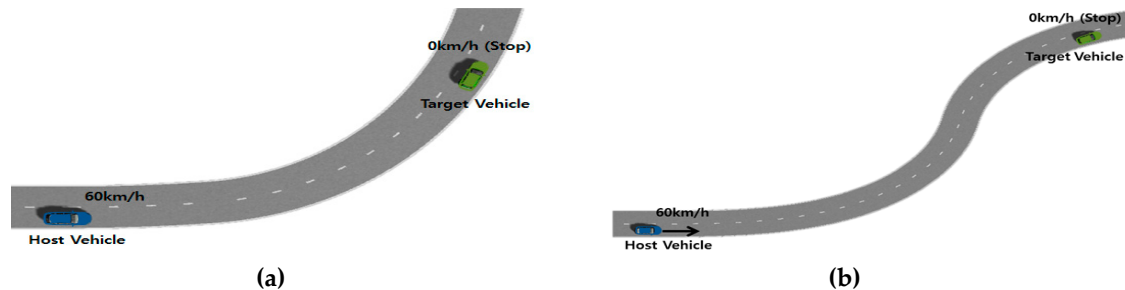 0km/h (Stop)
Target Vehicle
60km/h
Host Vehicle
(a)
0km/h (Stop)
Target Vehicle
60km/h
Host Vehicle
(b)